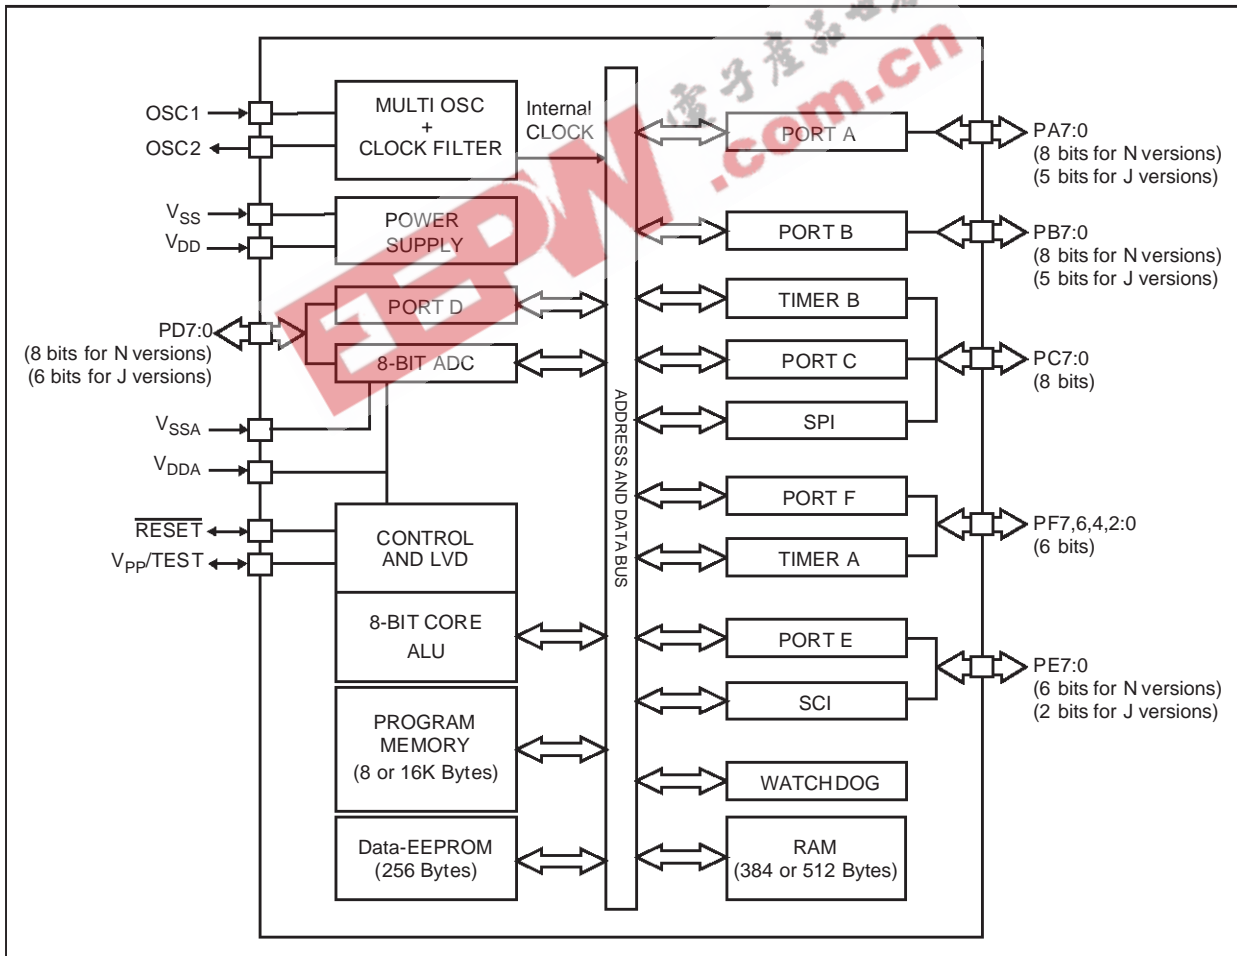 OSC1
OSC2
MULTI OSC
+
CLOCK FILTER
Internal
CLOCK
VSS
VDD
POWER
SUPPLY
PORT D
PD7:0
(8 bits for N versions)
(6 bits for J versions)
8-BIT ADC
VSSA
VDDA
RESET
VPP/TEST
CONTROL
AND LVD
8-BIT CORE
ALU
PROGRAM
MEMORY
(8 or 16K Bytes)
Data-EEPROM
(256 Bytes)
ADDRESS AND DATA BUS
PORT A
PA7:0
(8 bits for N versions)
(5 bits for J versions)
PORT B
PB7:0
(8 bits for N versions)
(5 bits for J versions)
TIMER B
PORT C
SPI
PC7:0
(8 bits)
PORT F
TIMER A
PF7,6,4,2:0
(6 bits)
PORT E
SCI
PE7:0
(6 bits for N versions)
(2 bits for J versions)
WATCHDOG
RAM
(384 or 512 Bytes)
EEPW
.com.cn
電子產品世